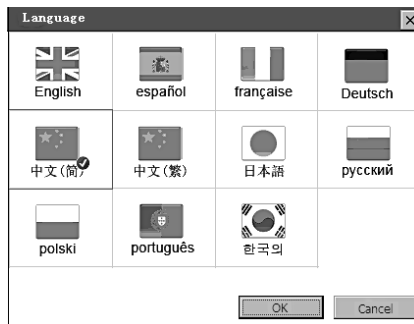 Language
English
español
française
Deutsch
中文(简)
中文(繁)
日本語
русский
polski
português
한국의
OK
Cancel